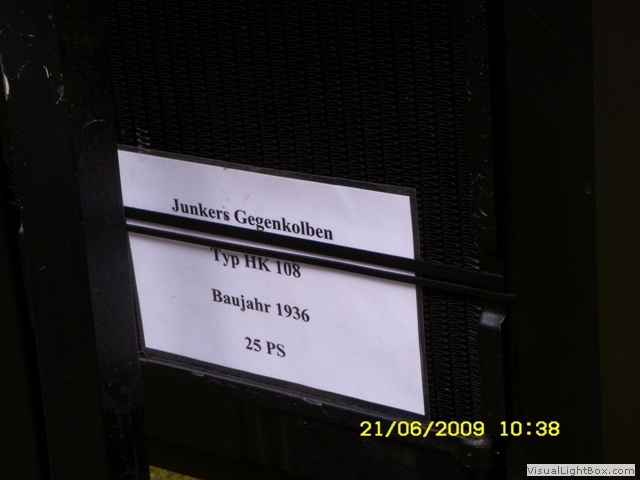 Junkers Gegenkolben
Typ HK 108
Baujahr 1936
25 PS
21/06/2009 10:38
VisualLightBox.com